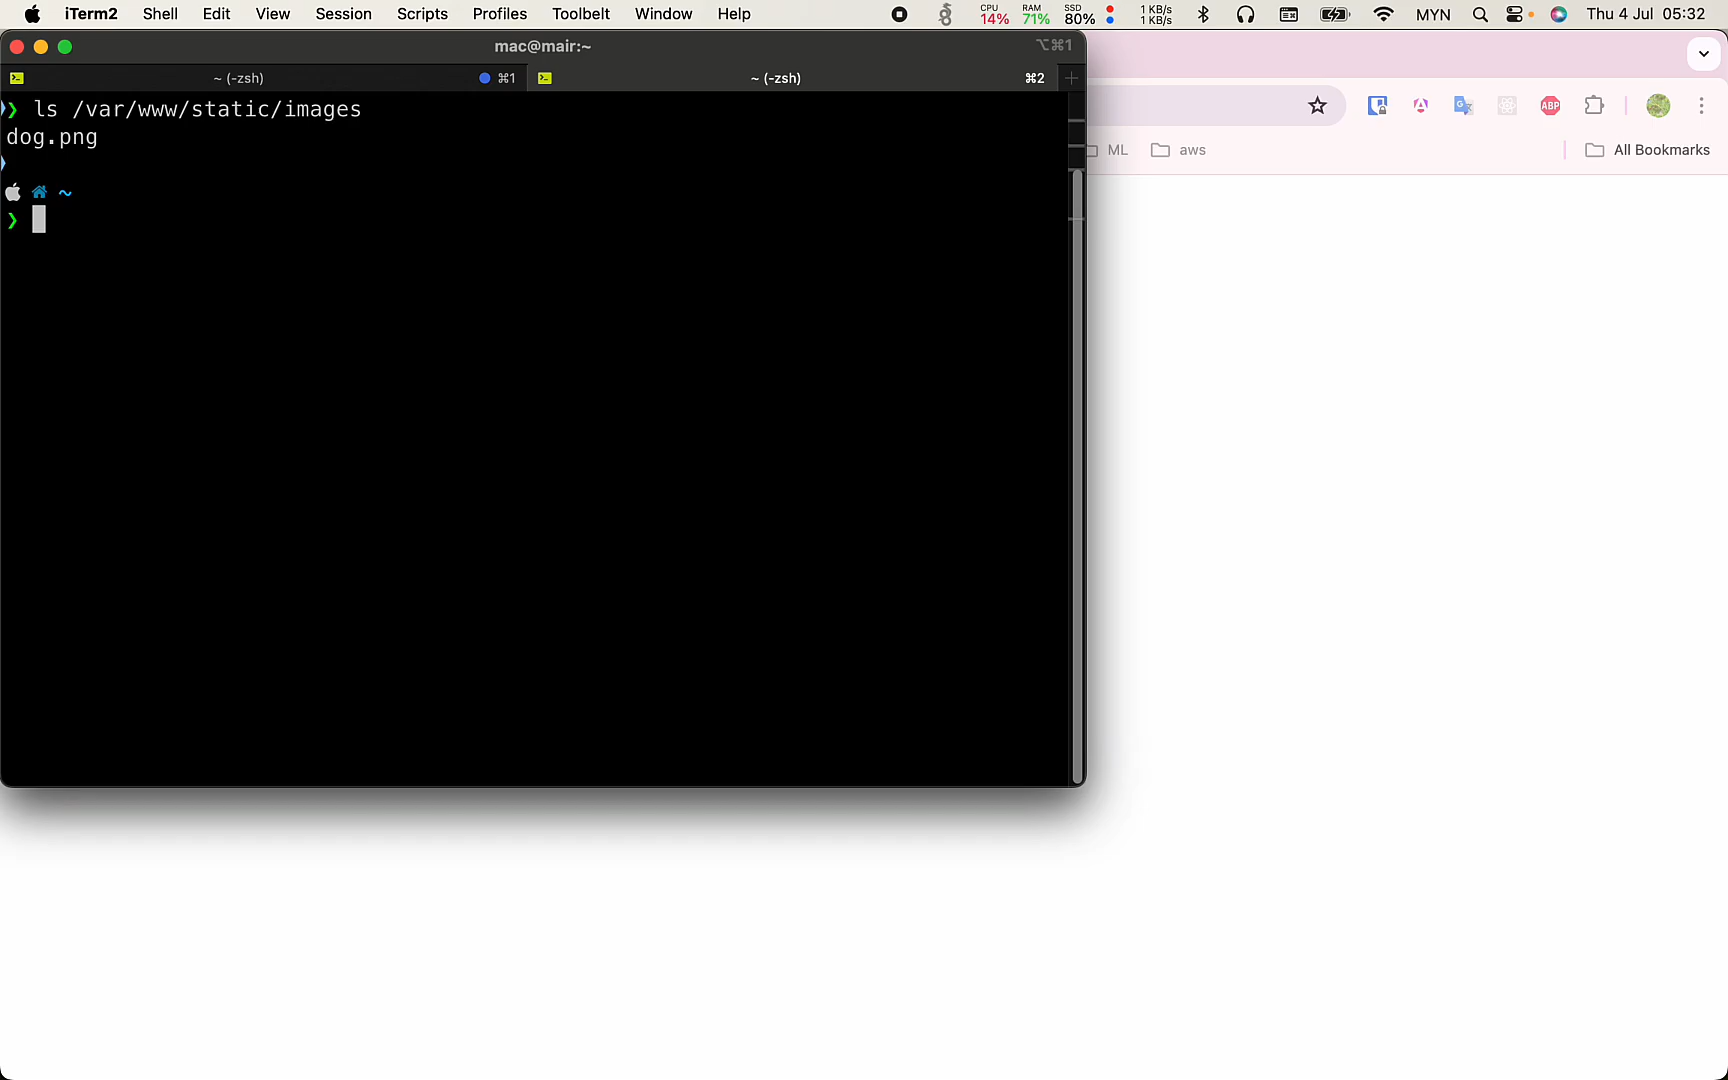 iTerm2 Shell Edit View Session Scripts Profiles Toolbelt Window Help CPU 14% RAM 71% SSD 80% 1 KB/s 1 KB/s MYN Thu 4 Jul 05:32
mac@mair:~ ⌥⌘1
~ (-zsh) ⌘1 ~ (-zsh) ⌘2
❯ ls /var/www/static/images
dog.png
~
❯
ABP
ML aws All Bookmarks